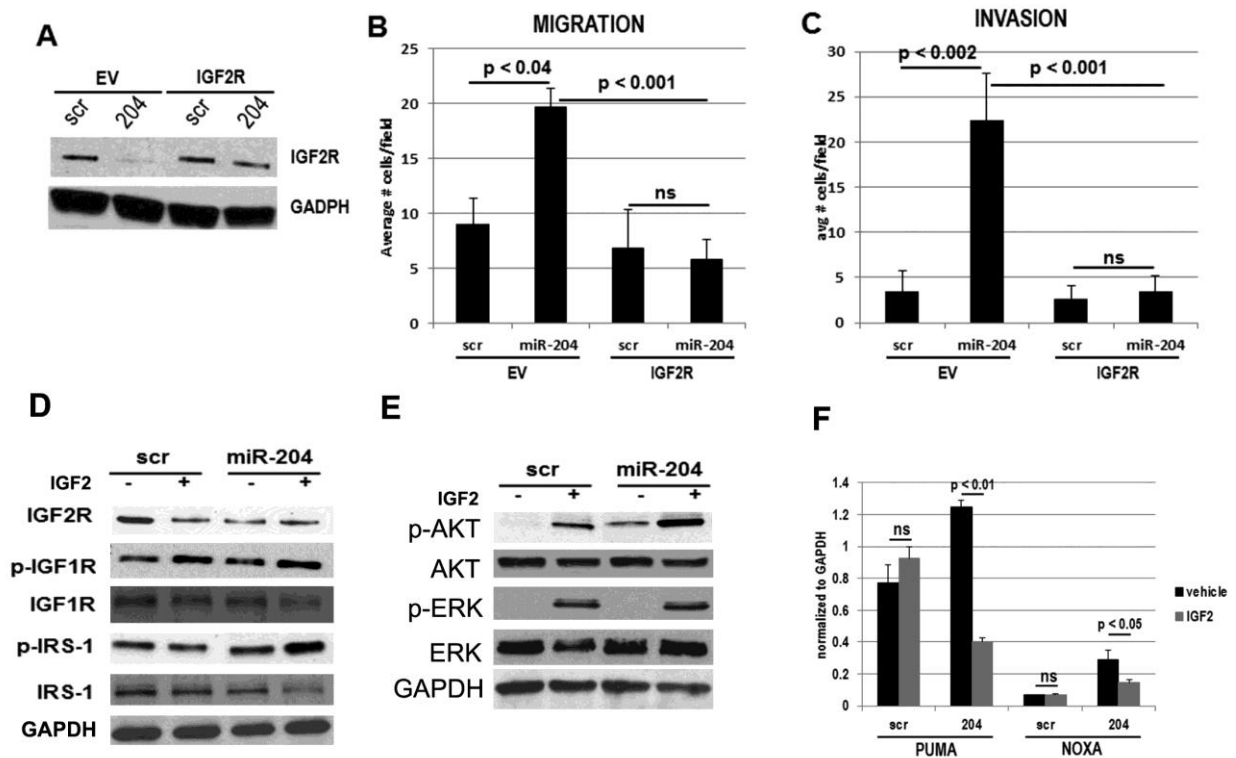 A
EV IGF2R
scr 204 scr 204
IGF2R
GADPH
B
MIGRATION
Average # cells/field
25
20
15
10
5
0
p < 0.04
p < 0.001
ns
scr miR-204 scr miR-204
EV IGF2R
C
INVASION
avg # cells/field
30
25
20
15
10
5
0
p < 0.002
p < 0.001
ns
scr miR-204 scr miR-204
EV IGF2R
D
scr miR-204
IGF2 - + - +
IGF2R
p-IGF1R
IGF1R
p-IRS-1
IRS-1
GAPDH
E
scr miR-204
IGF2 - + - +
p-AKT
AKT
p-ERK
ERK
GAPDH
F
normalized to GAPDH
1.4
1.2
1
0.8
0.6
0.4
0.2
0
ns
p < 0.01
ns
p < 0.05
vehicle
IGF2
scr 204 scr 204
PUMA NOXA